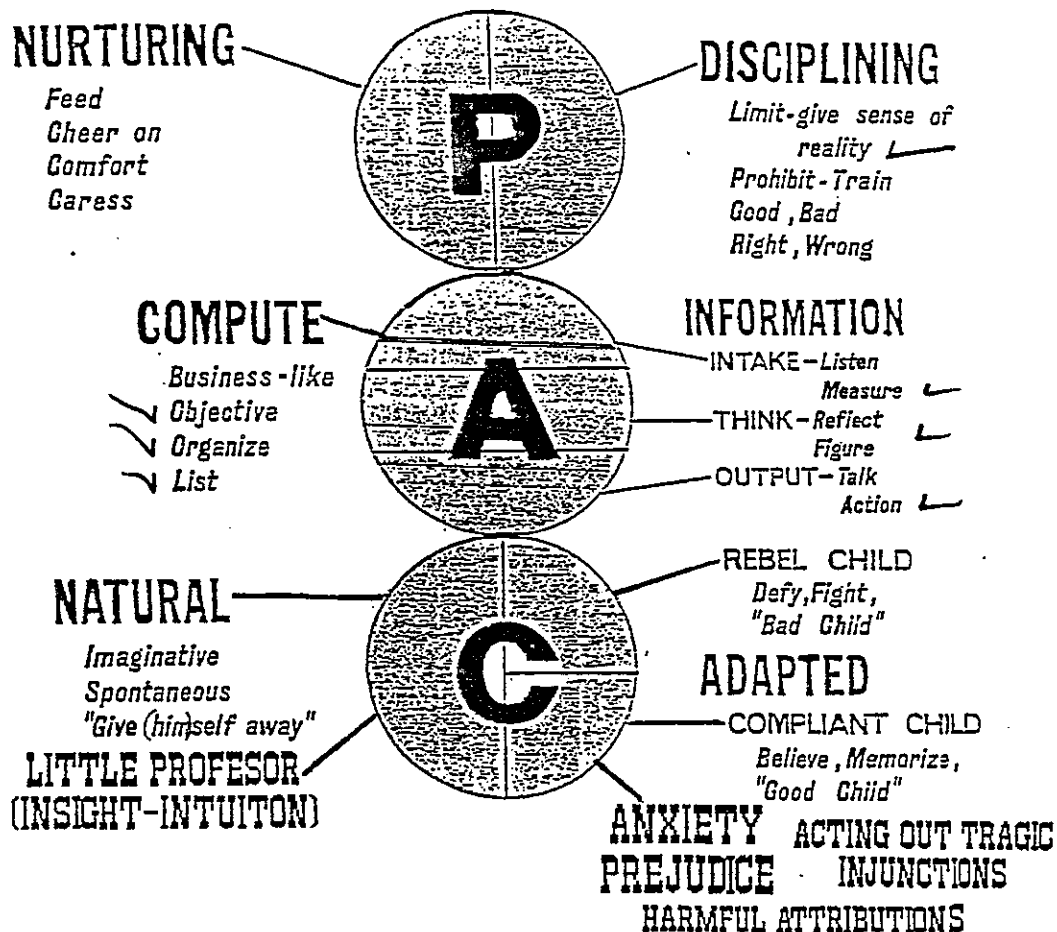 NURTURING
Feed
Cheer on
Comfort
Caress
P
DISCIPLINING
Limit-give sense of
reality
Prohibit-Train
Good, Bad
Right, Wrong
COMPUTE
Business-like
Objective
Organize
List
A
INFORMATION
INTAKE-Listen
Measure
THINK-Reflect
Figure
OUTPUT-Talk
Action
NATURAL
Imaginative
Spontaneous
"Give (him)self away"
LITTLE PROFESOR
(INSIGHT-INTUITON)
C
REBEL CHILD
Defy, Fight,
"Bad Child"
ADAPTED
COMPLIANT CHILD
Believe, Memorize,
"Good Child"
ANXIETY
PREJUDICE
ACTING OUT TRAGIC
INJUNCTIONS
HARMFUL ATTRIBUTIONS